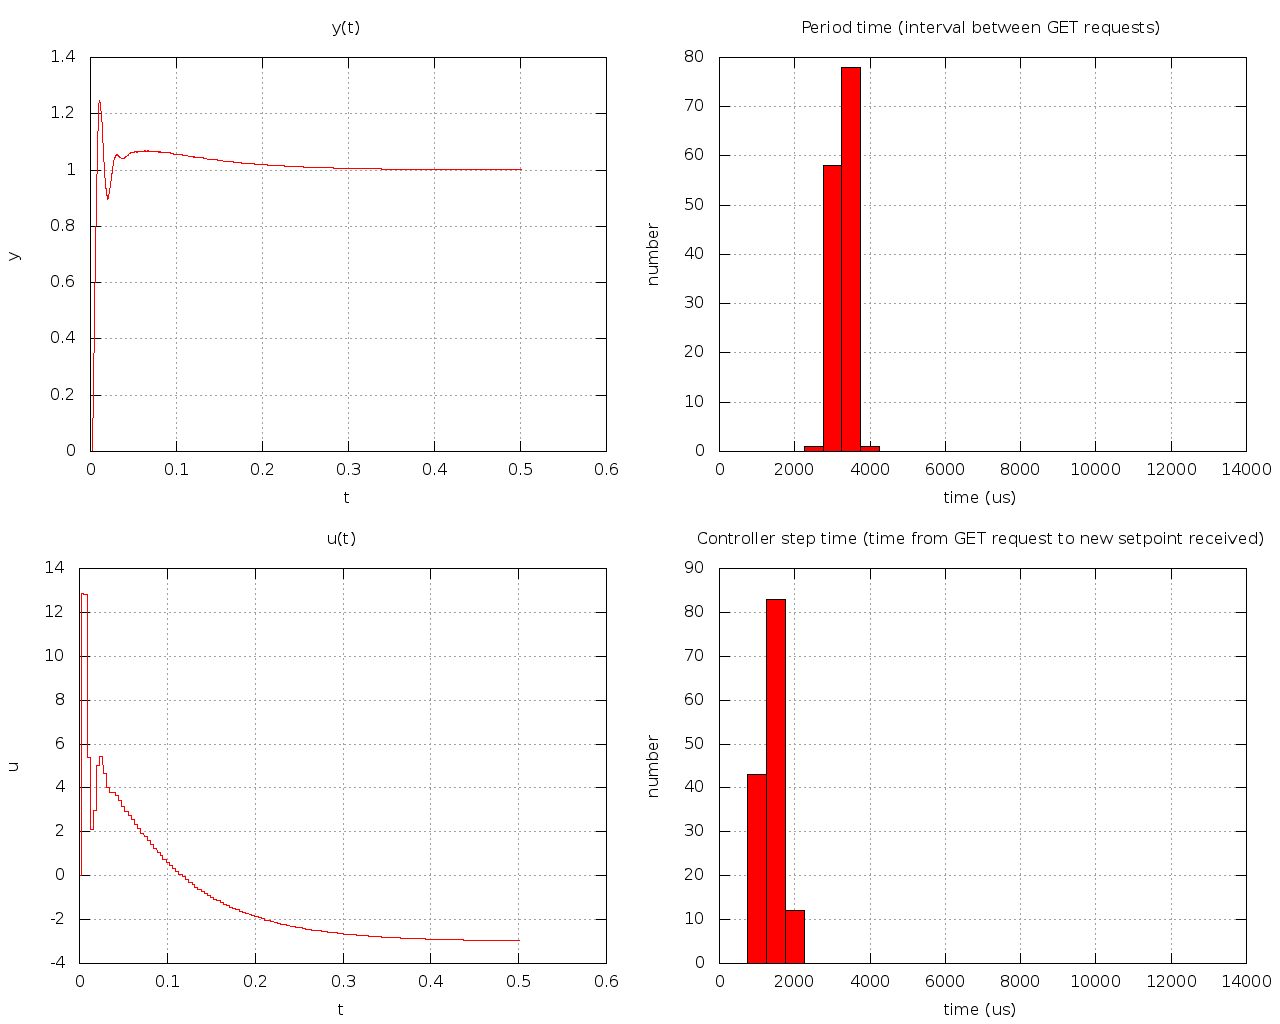 y(t)
1.4
1.2
1
0.8
0.6
0.4
0.2
0
y
0 0.1 0.2 0.3 0.4 0.5 0.6
t
Period time (interval between GET requests)
80
70
60
50
40
30
20
10
0
number
0 2000 4000 6000 8000 10000 12000 14000
time (us)
u(t)
14
12
10
8
6
4
2
0
-2
-4
u
0 0.1 0.2 0.3 0.4 0.5 0.6
t
Controller step time (time from GET request to new setpoint received)
90
80
70
60
50
40
30
20
10
0
number
0 2000 4000 6000 8000 10000 12000 14000
time (us)